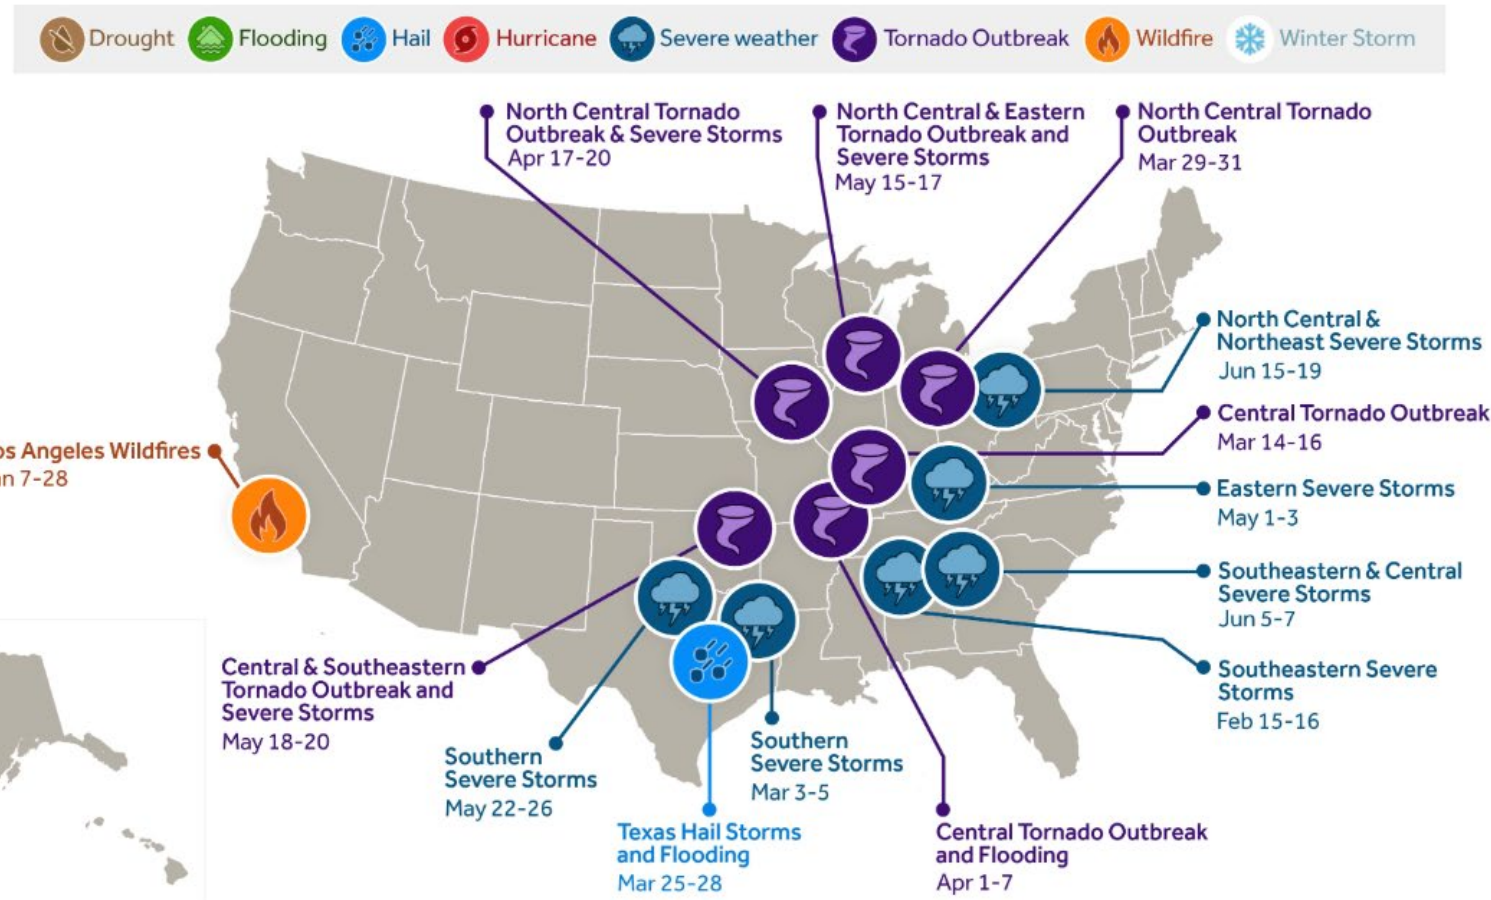 Drought Flooding Hail Hurricane Severe weather Tornado Outbreak Wildfire Winter Storm
North Central Tornado
Outbreak & Severe Storms
Apr 17-20
North Central & Eastern
Tornado Outbreak and
Severe Storms
May 15-17
North Central Tornado
Outbreak
Mar 29-31
North Central &
Northeast Severe Storms
Jun 15-19
Central Tornado Outbreak
Mar 14-16
Eastern Severe Storms
May 1-3
Southeastern & Central
Severe Storms
Jun 5-7
Southeastern Severe
Storms
Feb 15-16
os Angeles Wildfires
n 7-28
Central & Southeastern
Tornado Outbreak and
Severe Storms
May 18-20
Southern
Severe Storms
May 22-26
Texas Hail Storms
and Flooding
Mar 25-28
Southern
Severe Storms
Mar 3-5
Central Tornado Outbreak
and Flooding
Apr 1-7